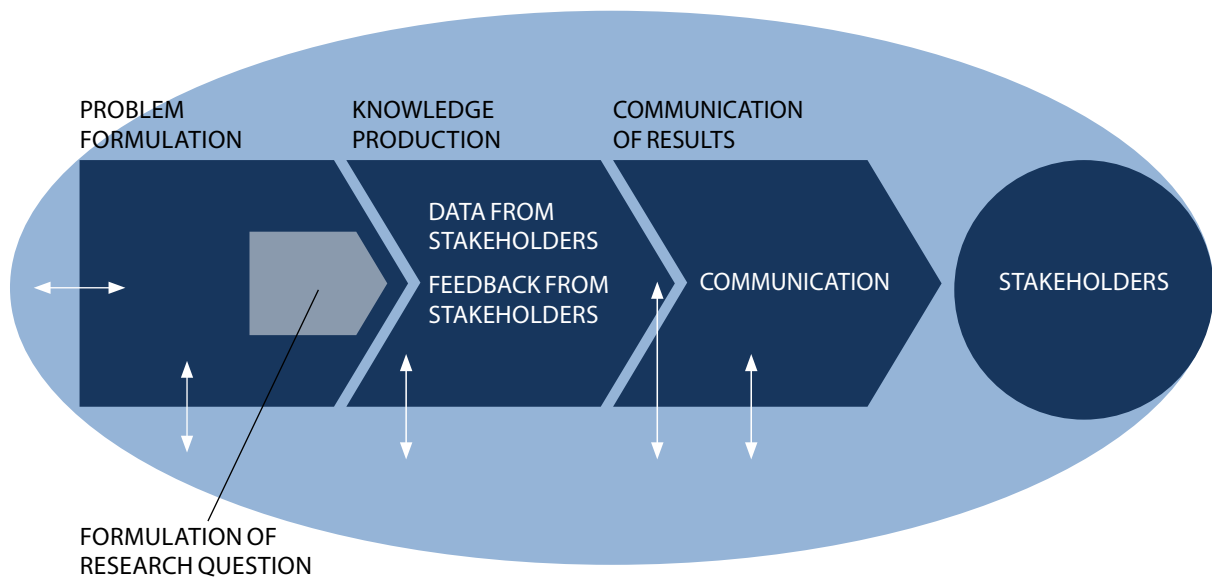 PROBLEM
FORMULATION
KNOWLEDGE
PRODUCTION
COMMUNICATION
OF RESULTS
DATA FROM
STAKEHOLDERS
FEEDBACK FROM
STAKEHOLDERS
COMMUNICATION
STAKEHOLDERS
FORMULATION OF
RESEARCH QUESTION